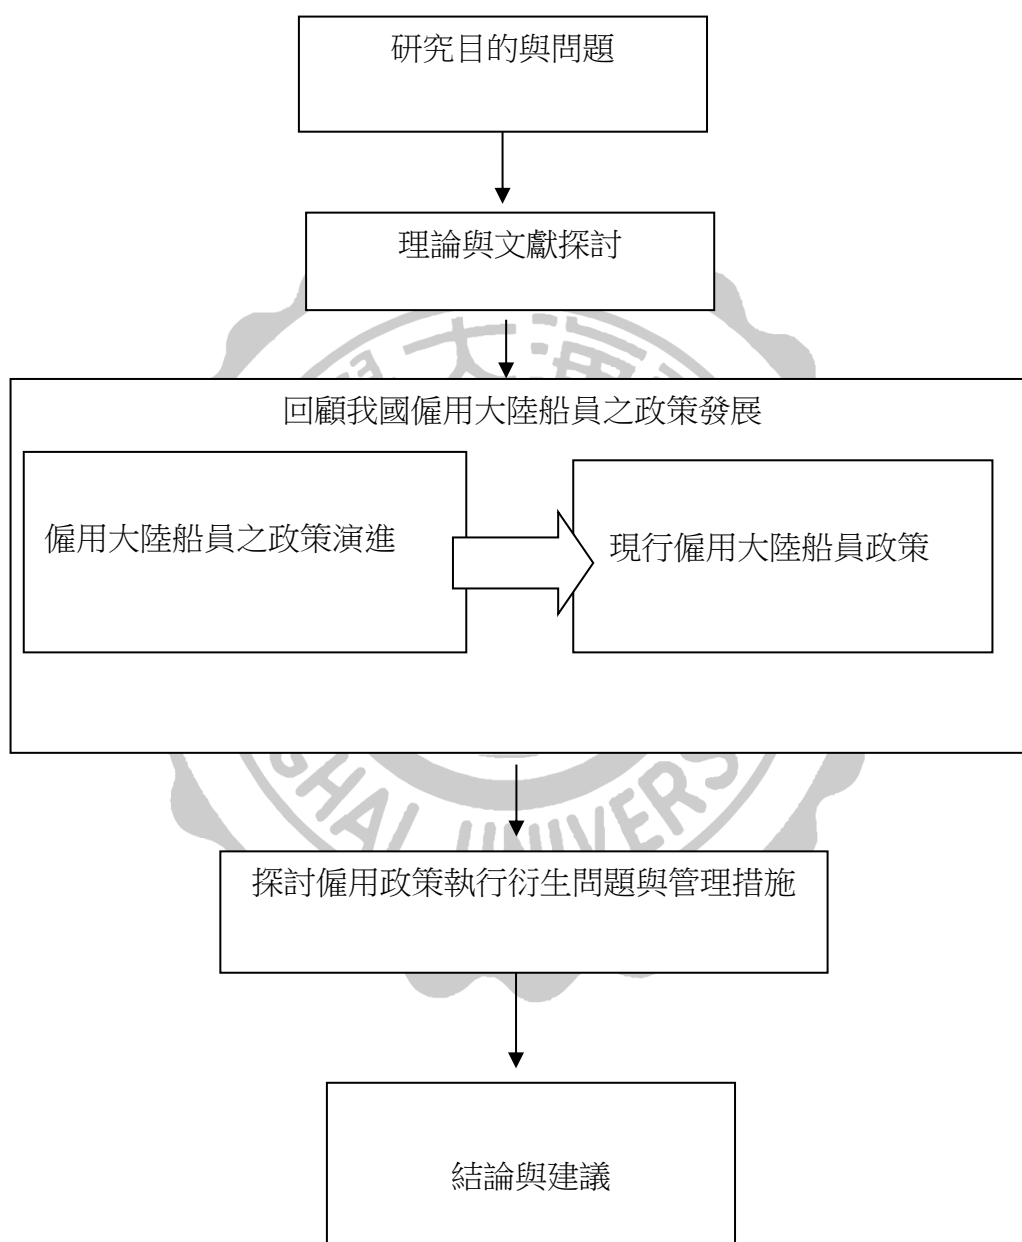 研究目的與問題
理論與文獻探討
大
回顧我國僱用大陸船員之政策發展
僱用大陸船員之政策演進
現行僱用大陸船員政策
GHAI UNIVERS
探討僱用政策執行衍生問題與管理措施
結論與建議